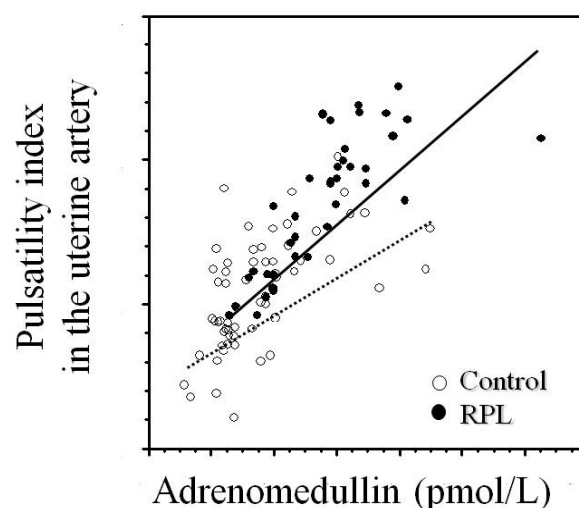 Pulsatility index
in the uterine artery
Control
RPL
Adrenomedullin (pmol/L)